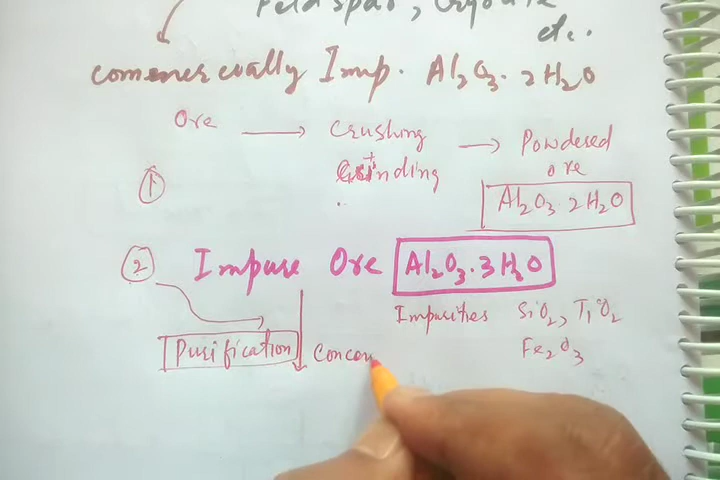 Feldspar, Cryolite
etc.
commercially Imp. Al2O3·2H2O
Ore → Crushing → Powdered
+
Grinding ore
① Al2O3·2H2O
② Impure Ore Al2O3·3H2O
Impurities SiO2, TiO2
Purification Concen Fe2O3